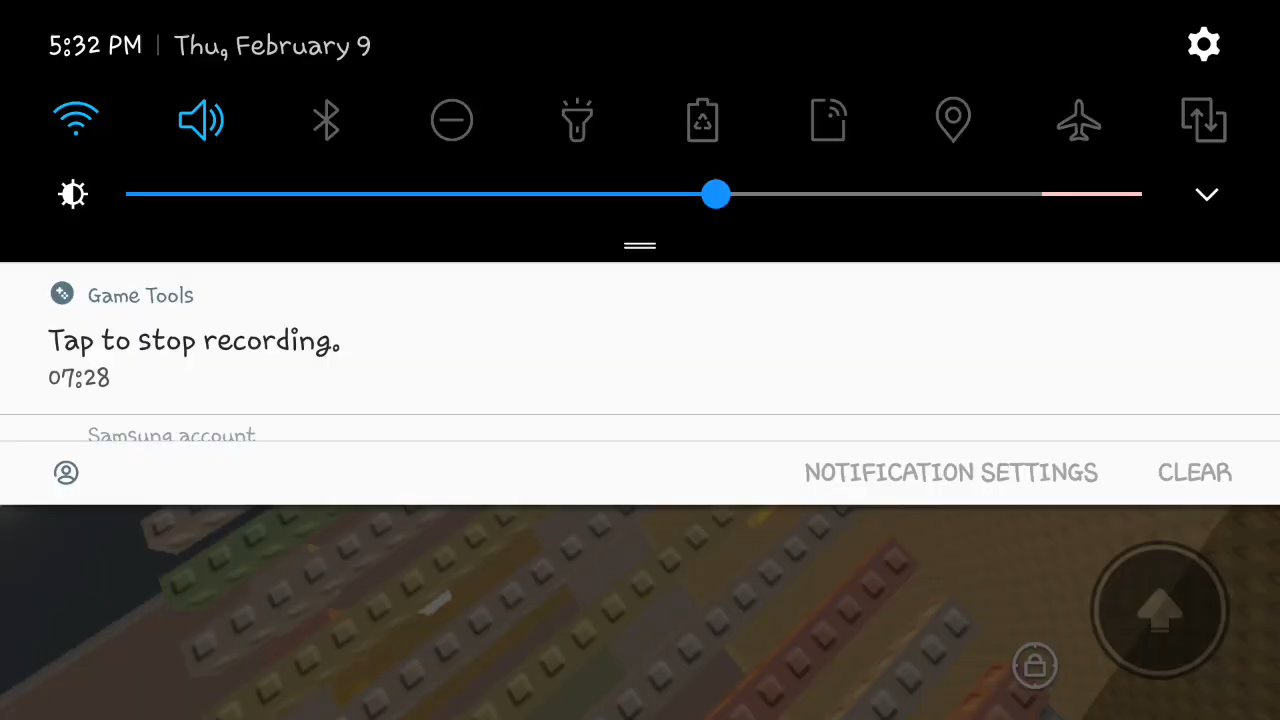 5:32 PM | Thu, February 9
Game Tools
Tap to stop recording.
07:28
Samsung account
NOTIFICATION SETTINGS CLEAR